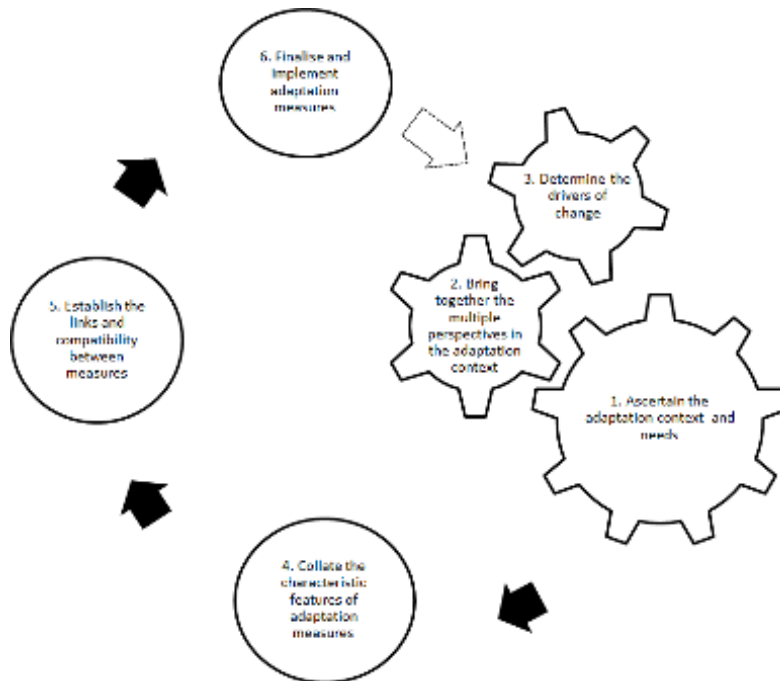 6. Finalise and
implement
adaptation
measures
3. Determine the
drivers of
change
2. Bring
together the
multiple
perspectives in
the adaptation
context
5. Establish the
links and
compatibility
between
measures
1. Ascertain the
adaptation context and
needs
4. Collate the
characteristic
features of
adaptation
measures